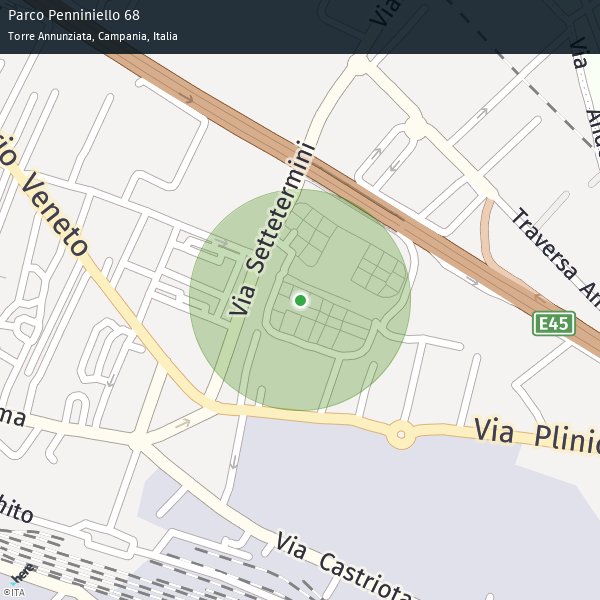 Parco Penniniello 68
Torre Annunziata, Campania, Italia
Via
Via
Via Settetermini
rio Veneto
Traversa An
E45
Via Plinio
ma
hito
Via Castriota
here
©ITA